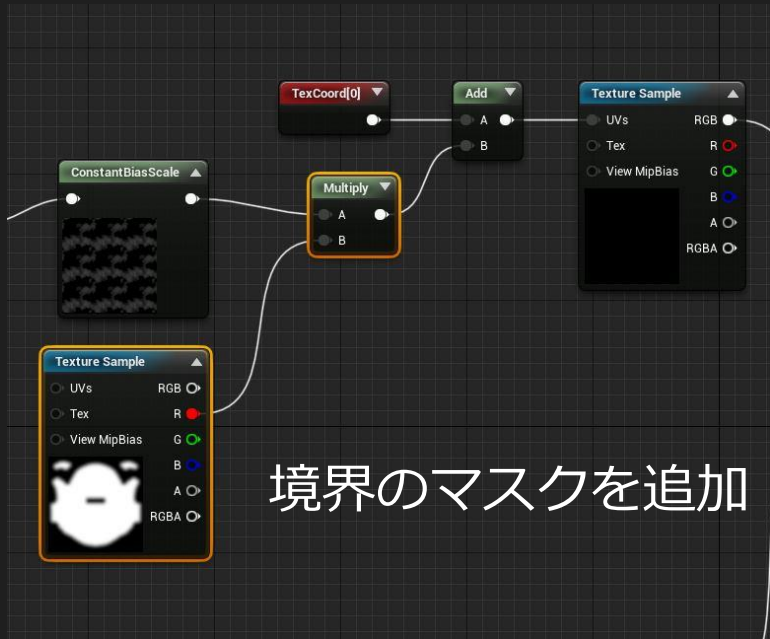 TexCoord[0]
Add
A
B
Texture Sample
UVs RGB
Tex R
View MipBias G
B
A
RGBA
ConstantBiasScale
Multiply
A
B
Texture Sample
UVs RGB
Tex R
View MipBias G
B
A
RGBA
境界のマスクを追加